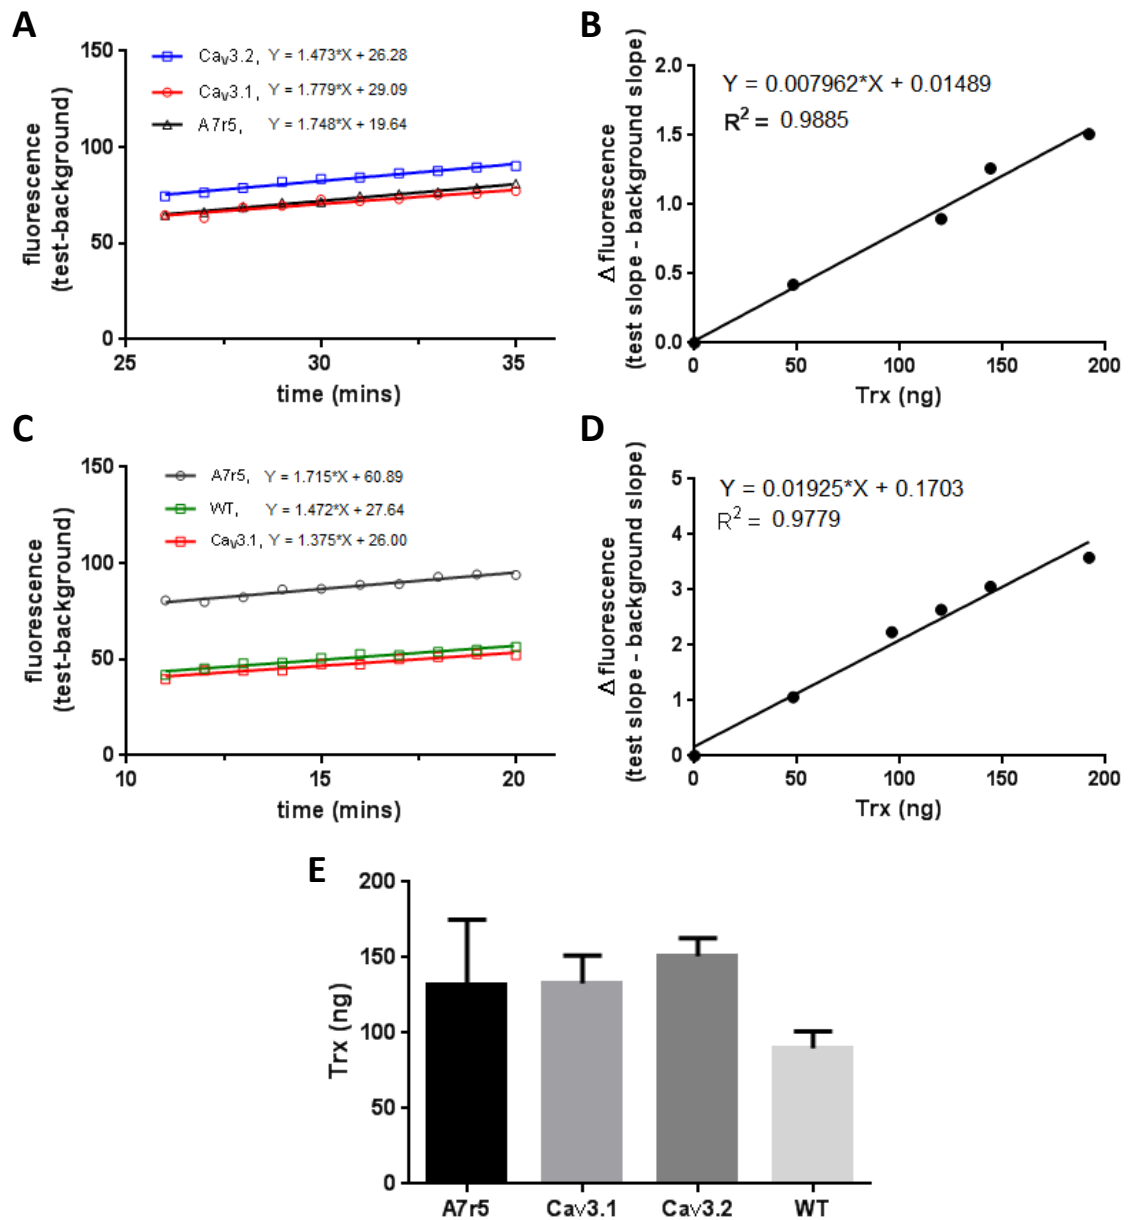 A
fluorescence
(test-background)
150
100
50
0
25
30
35
time (mins)
Cav3.2, Y = 1.473*X + 26.28
Cav3.1, Y = 1.779*X + 29.09
A7r5, Y = 1.748*X + 19.64
B
Δ fluorescence
(test slope - background slope)
2.0
1.5
1.0
0.5
0.0
0
50
100
150
200
Trx (ng)
Y = 0.007962*X + 0.01489
R² = 0.9885
C
fluorescence
(test-background)
150
100
50
0
10
15
20
time (mins)
A7r5, Y = 1.715*X + 60.89
WT, Y = 1.472*X + 27.64
Cav3.1, Y = 1.375*X + 26.00
D
Δ fluorescence
(test slope - background slope)
5
4
3
2
1
0
0
50
100
150
200
Trx (ng)
Y = 0.01925*X + 0.1703
R² = 0.9779
E
Trx (ng)
200
150
100
50
0
A7r5
Cav3.1
Cav3.2
WT